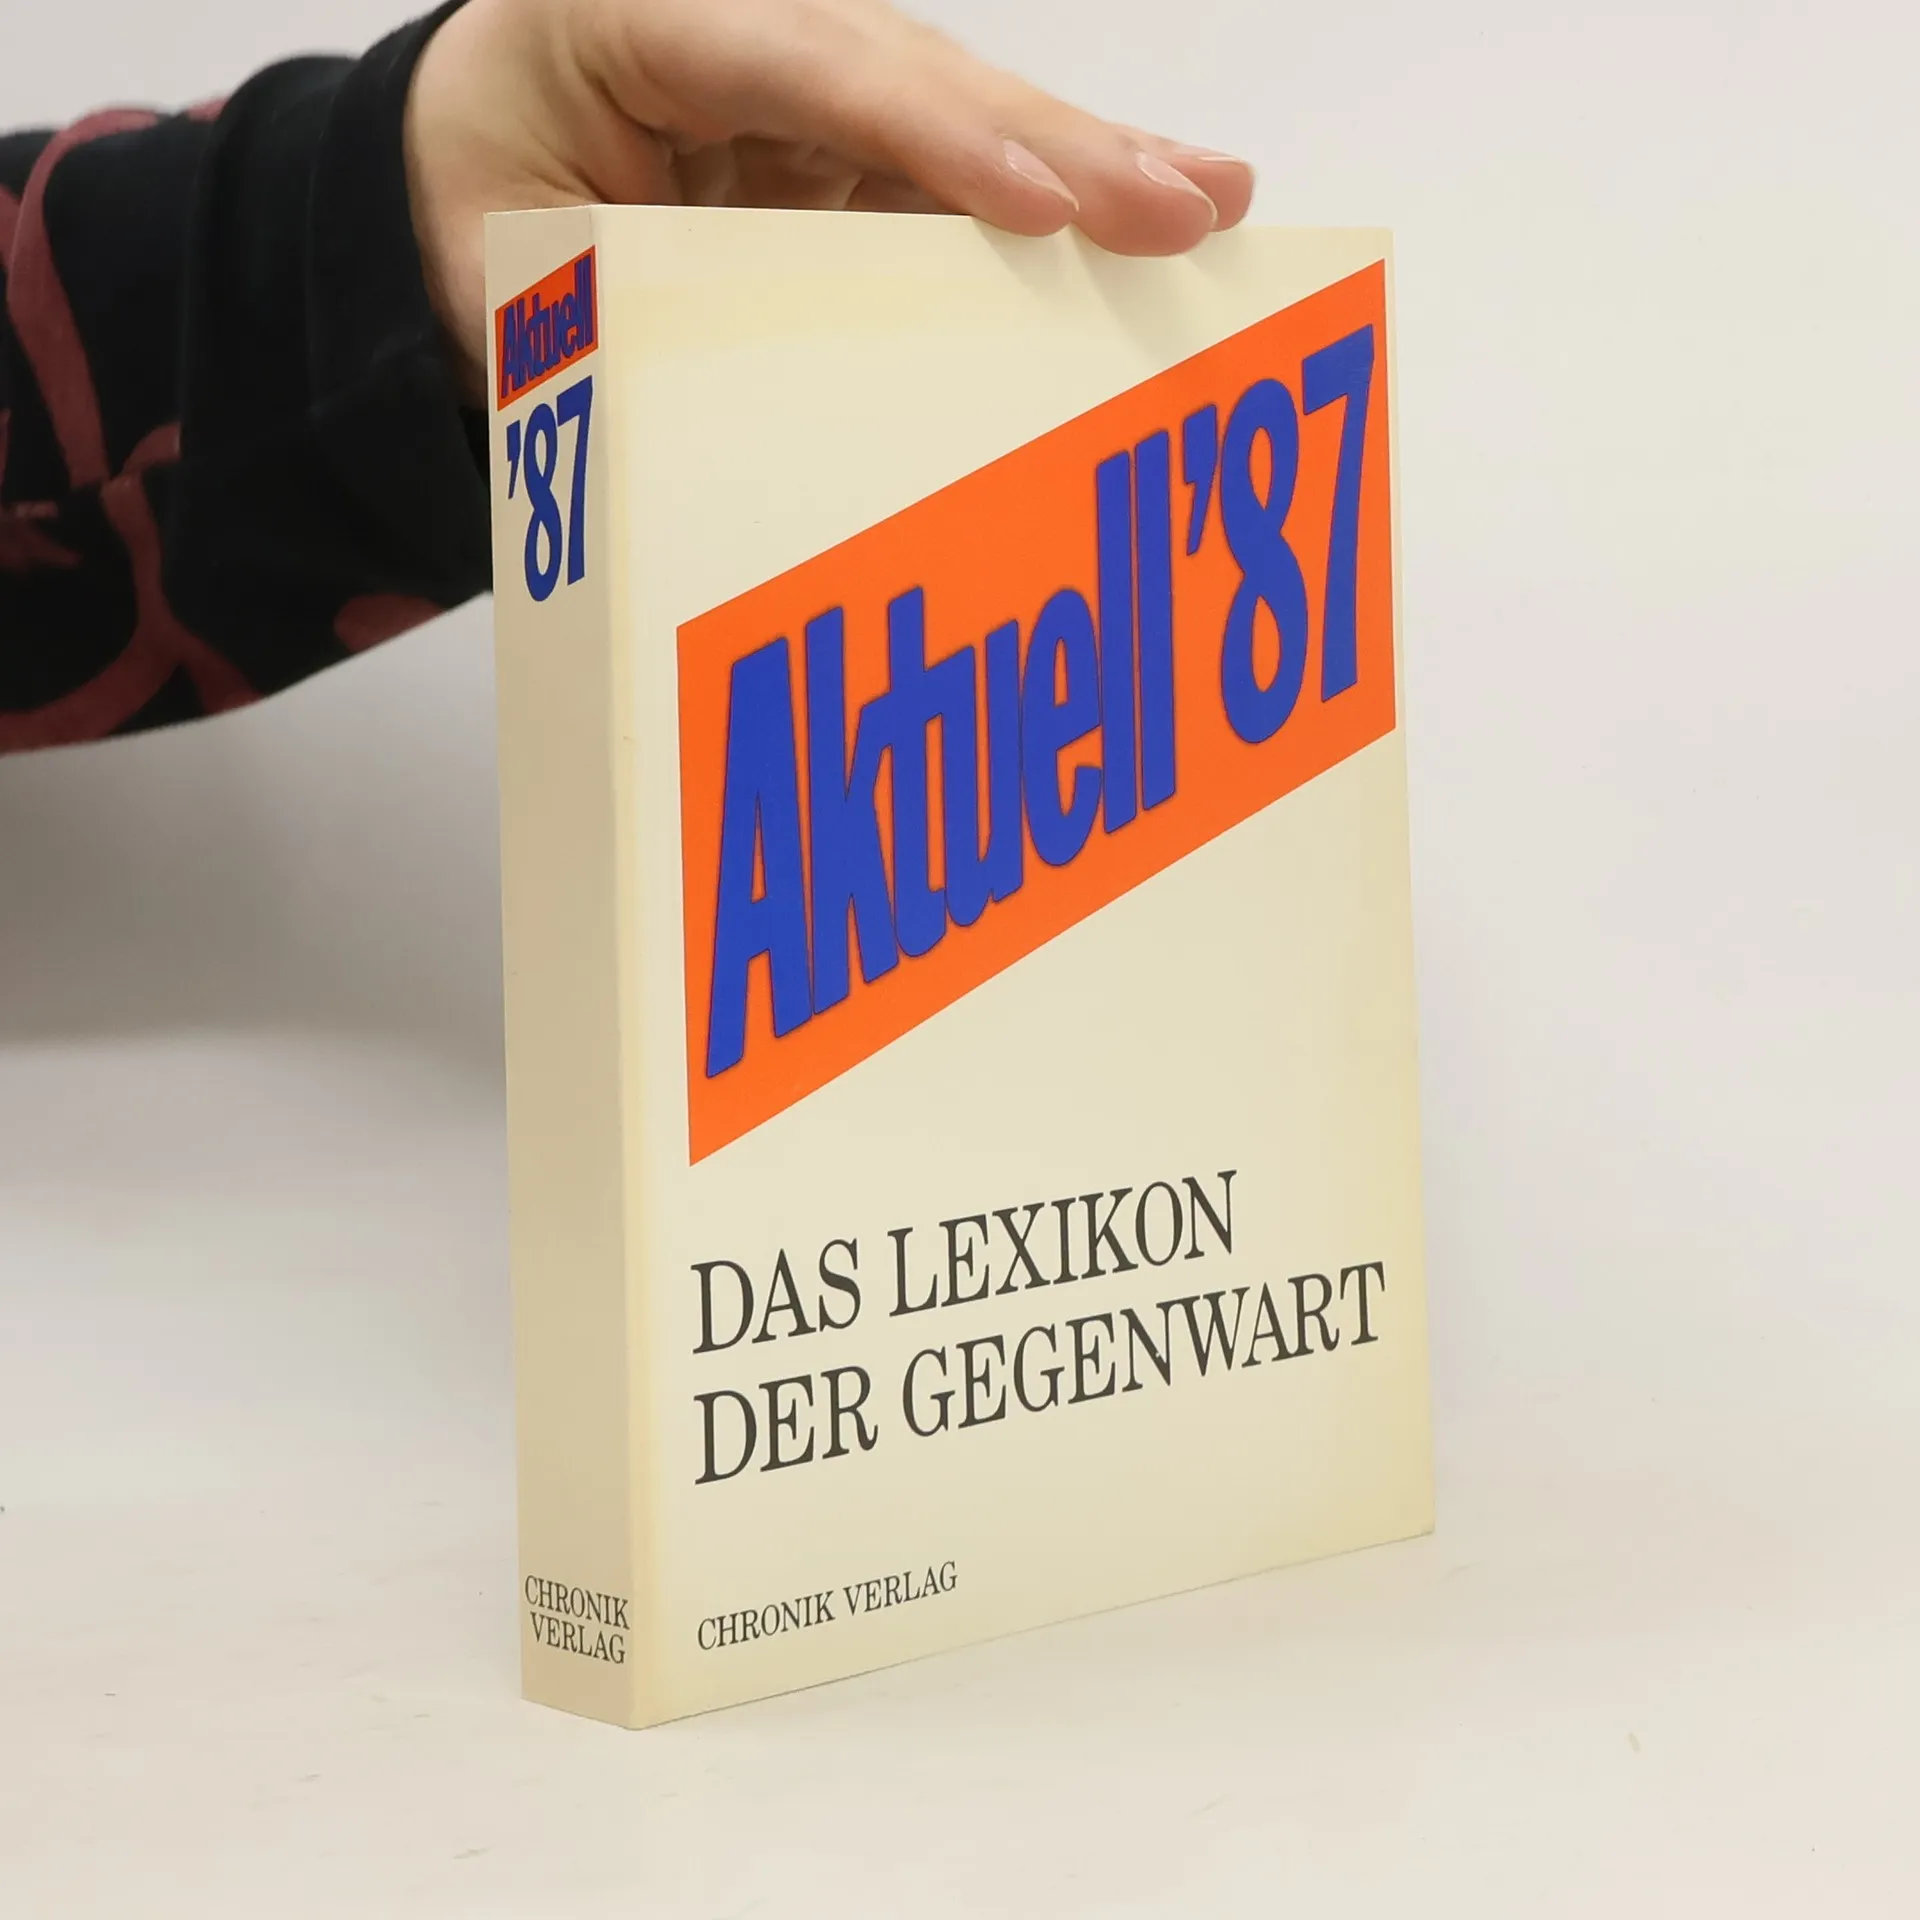 Aktuell
'87
CHRONIK
VERLAG
Aktuell'87
DAS LEXIKON
DER GEGENWART
CHRONIK VERLAG